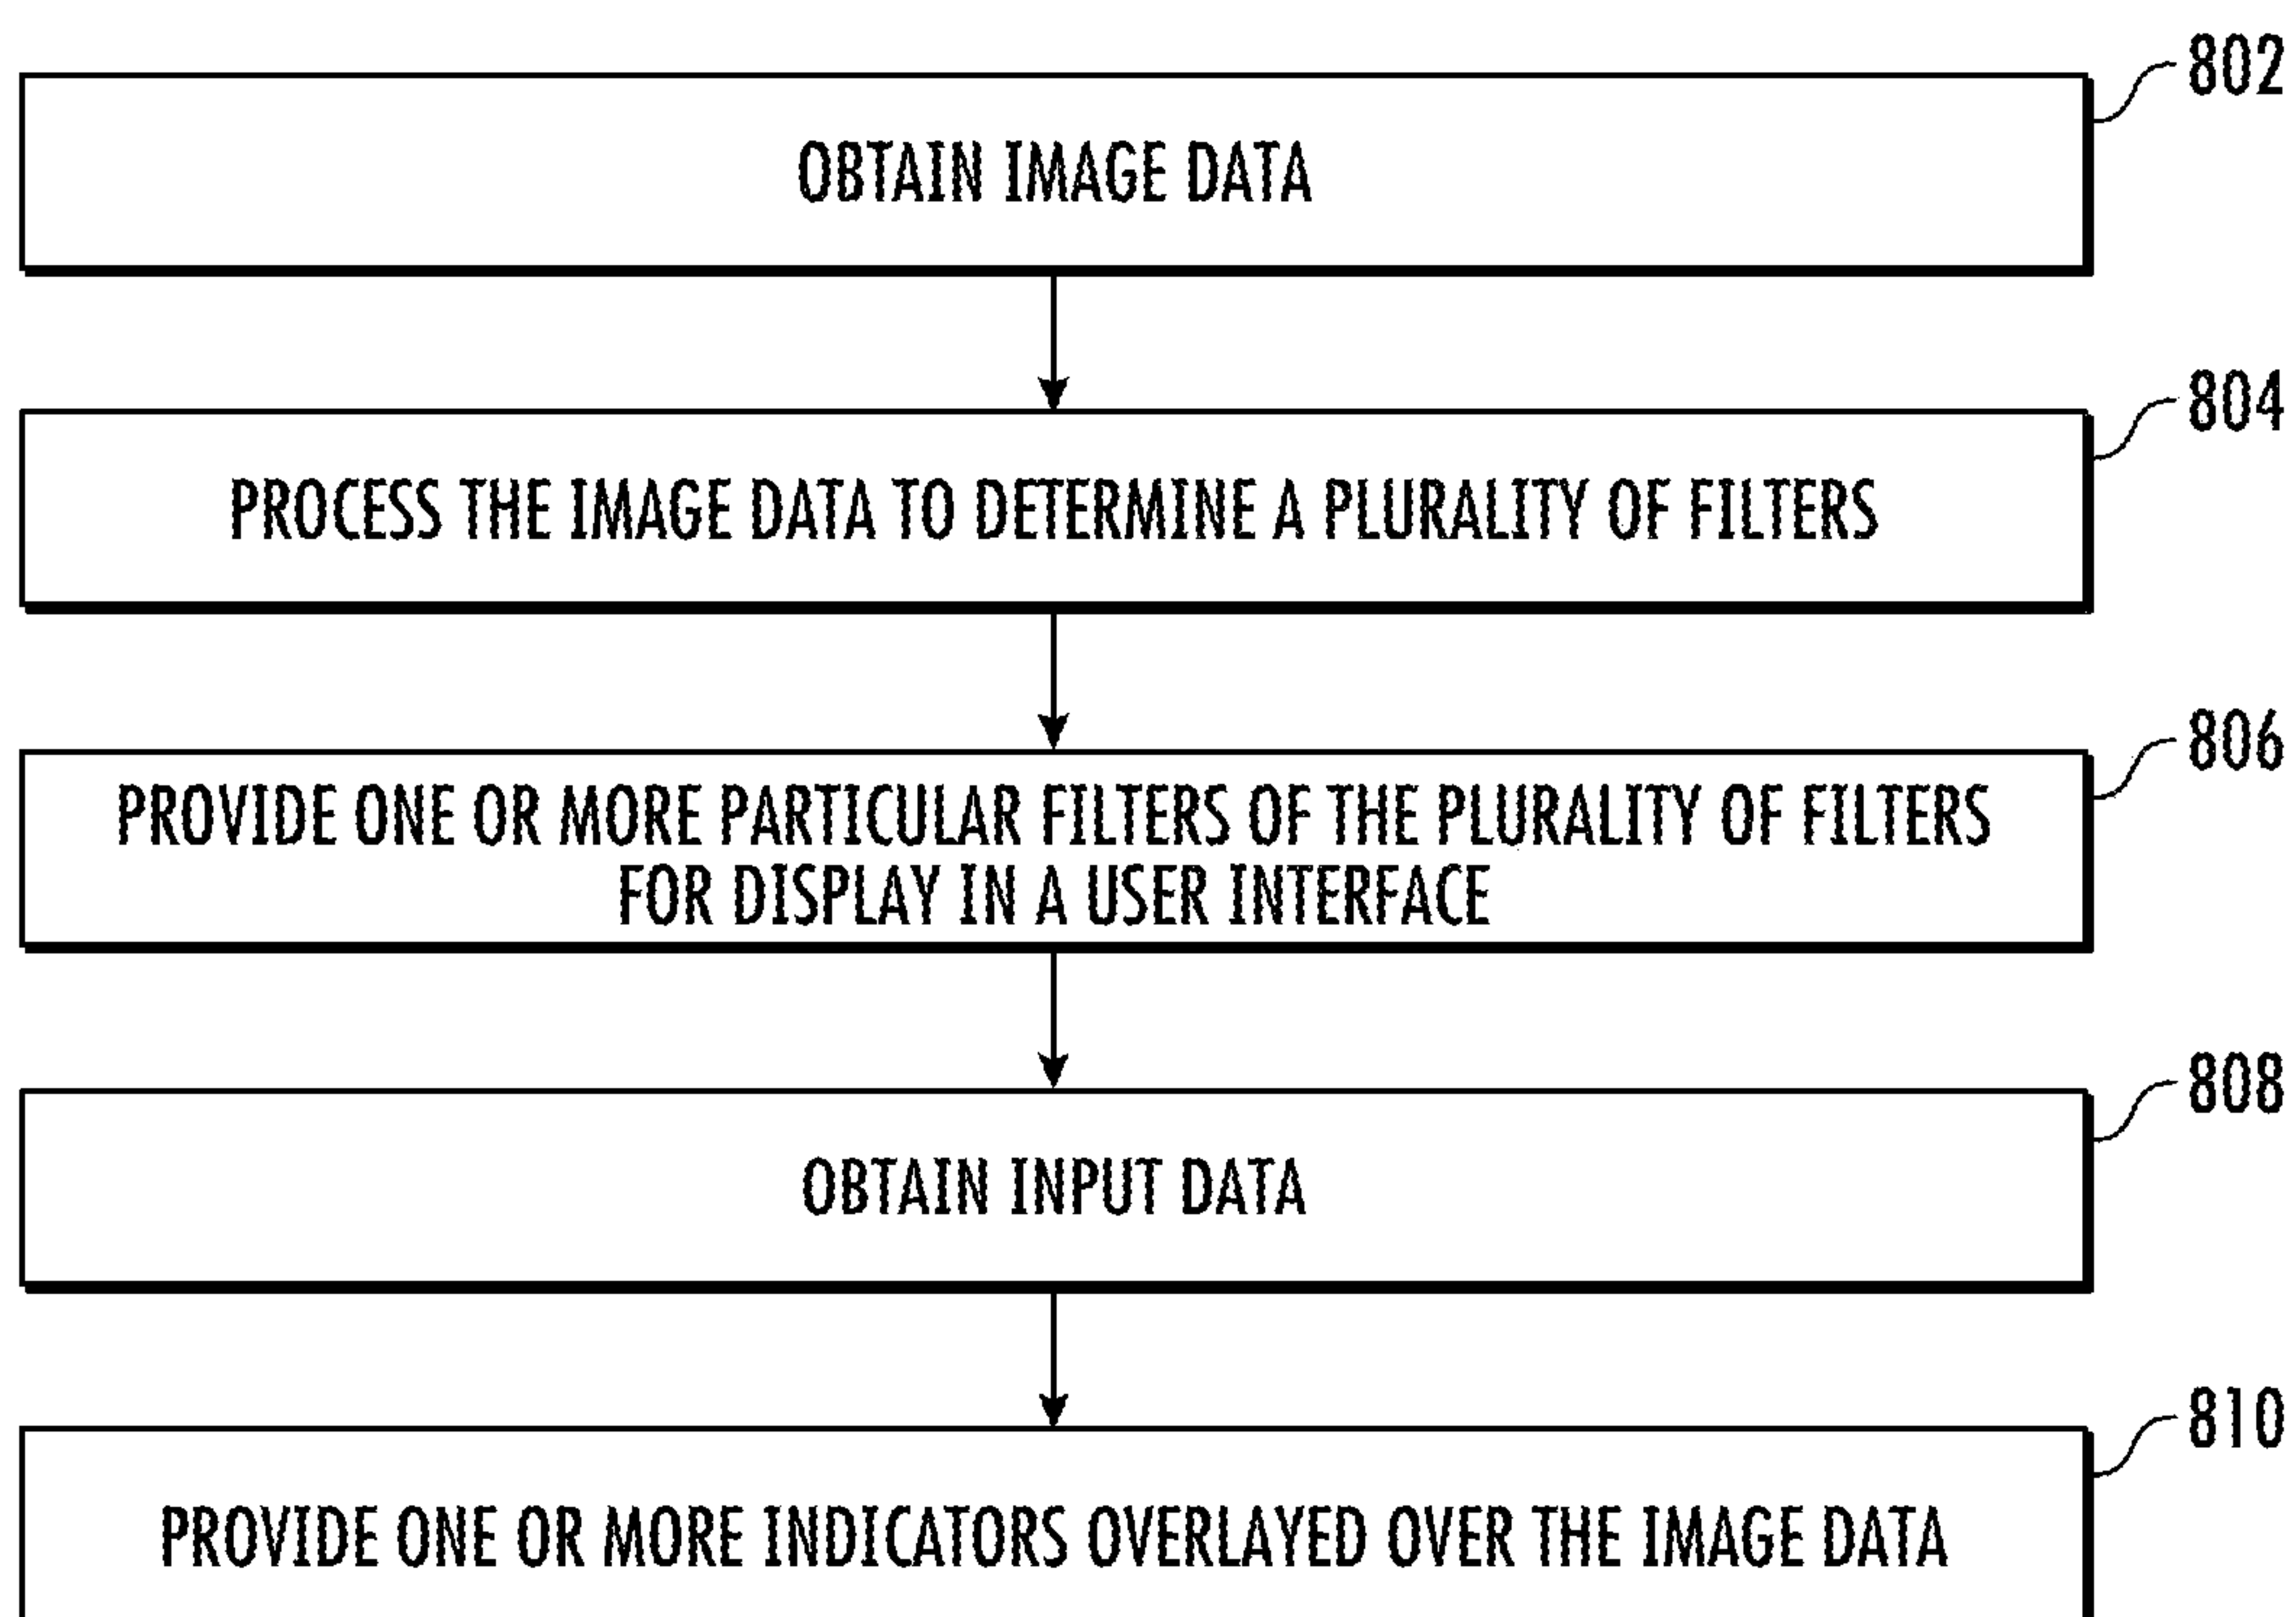 802
OBTAIN IMAGE DATA
804
PROCESS THE IMAGE DATA TO DETERMINE A PLURALITY OF FILTERS
806
PROVIDE ONE OR MORE PARTICULAR FILTERS OF THE PLURALITY OF FILTERS
FOR DISPLAY IN A USER INTERFACE
808
OBTAIN INPUT DATA
810
PROVIDE ONE OR MORE INDICATORS OVERLAYED OVER THE IMAGE DATA